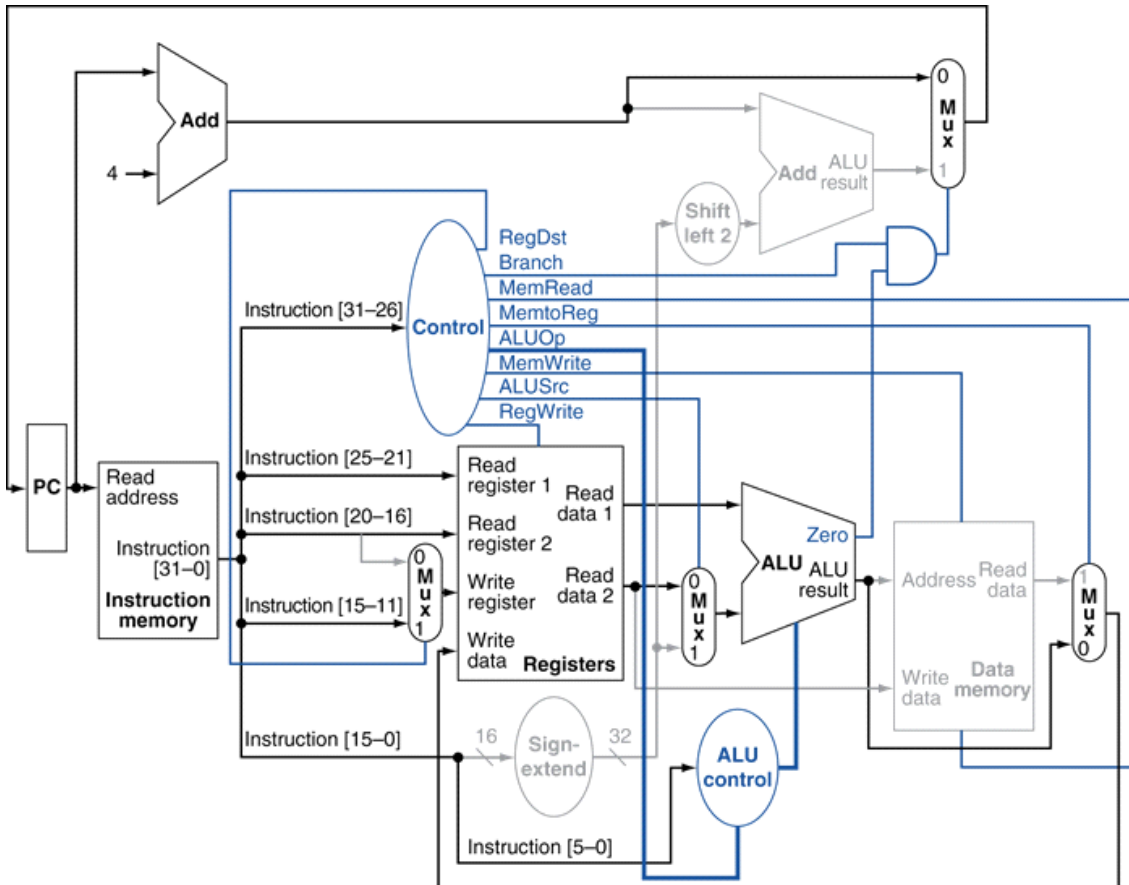 0
M
u
x
1
Add
4
Add
ALU
result
Shift
left 2
RegDst
Branch
MemRead
MemtoReg
ALUOp
MemWrite
ALUSrc
RegWrite
Instruction [31–26]
Control
PC
Read
address
Instruction
[31–0]
Instruction
memory
Instruction [25–21]
Instruction [20–16]
Instruction [15–11]
0
M
u
x
1
Read
register 1
Read
register 2
Write
register
Write
data
Read
data 1
Read
data 2
Registers
0
M
u
x
1
Zero
ALU
ALU
result
Address
Read
data
Write
data
Data
memory
1
M
u
x
0
Instruction [15–0]
16
Sign-
extend
32
ALU
control
Instruction [5–0]